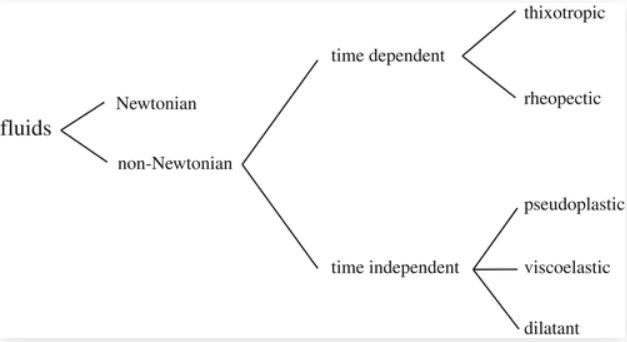 thixotropic
time dependent
rheopectic
Newtonian
fluids
non-Newtonian
pseudoplastic
time independent
viscoelastic
dilatant